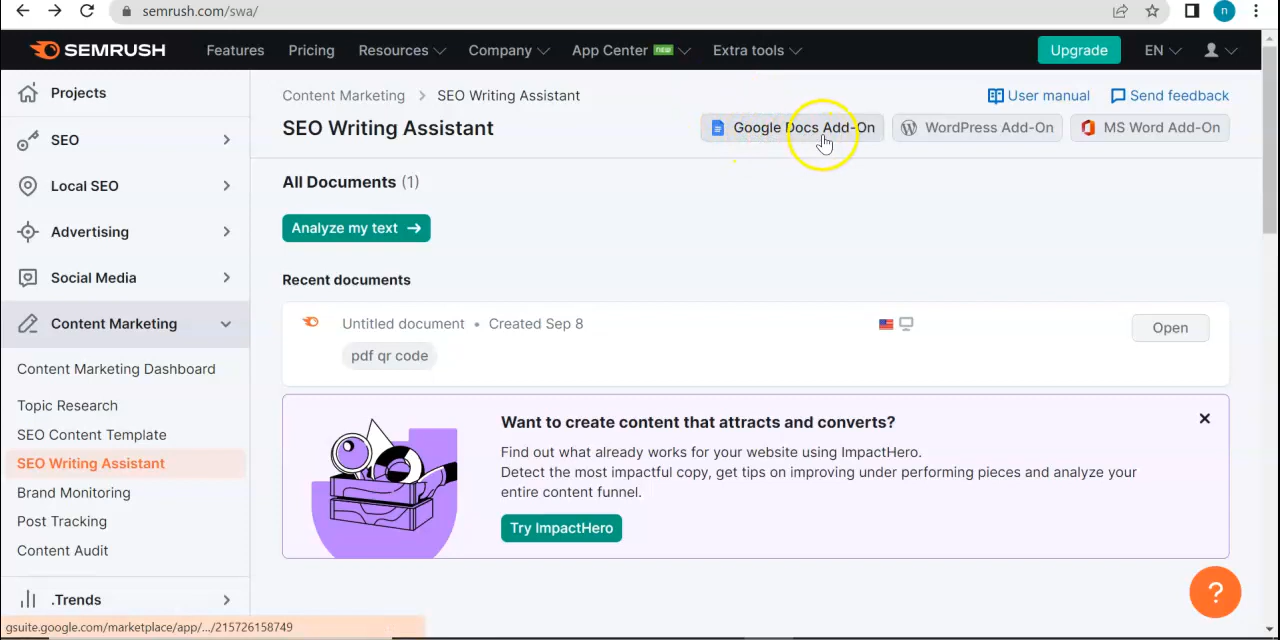 semrush.com/swa/
n
SEMRUSH Features Pricing Resources Company App Center new Extra tools Upgrade EN
Projects
SEO
Local SEO
Advertising
Social Media
Content Marketing
Content Marketing Dashboard
Topic Research
SEO Content Template
SEO Writing Assistant
Brand Monitoring
Post Tracking
Content Audit
.Trends
Content Marketing > SEO Writing Assistant
User manual Send feedback
SEO Writing Assistant
Google Docs Add-On WordPress Add-On MS Word Add-On
All Documents (1)
Analyze my text →
Recent documents
Untitled document • Created Sep 8
pdf qr code
Open
Want to create content that attracts and converts?
Find out what already works for your website using ImpactHero.
Detect the most impactful copy, get tips on improving under performing pieces and analyze your
entire content funnel.
Try ImpactHero
?
gsuite.google.com/marketplace/app/.../215726158749